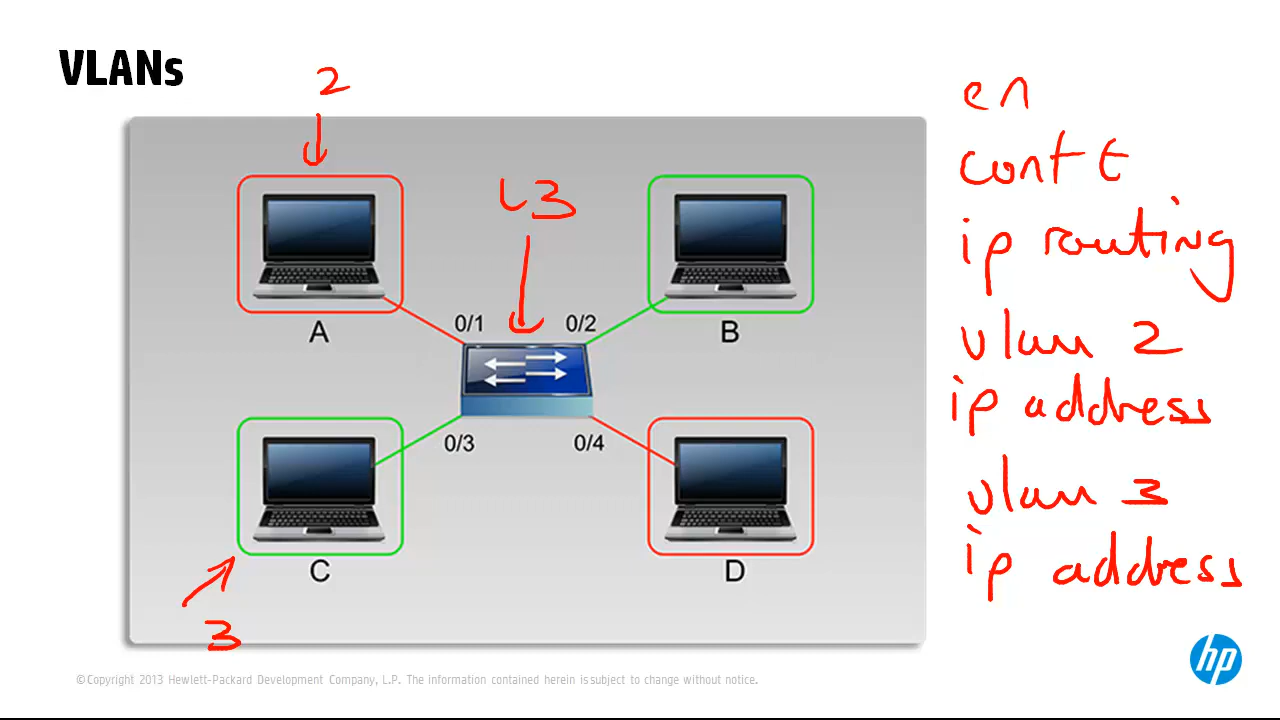 VLANs
2
en
conf t
L3
ip routing
0/1
0/2
A
B
vlan 2
ip address
0/3
0/4
vlan 3
C
D
ip address
3
hp
©Copyright 2013 Hewlett-Packard Development Company, L.P. The information contained herein is subject to change without notice.